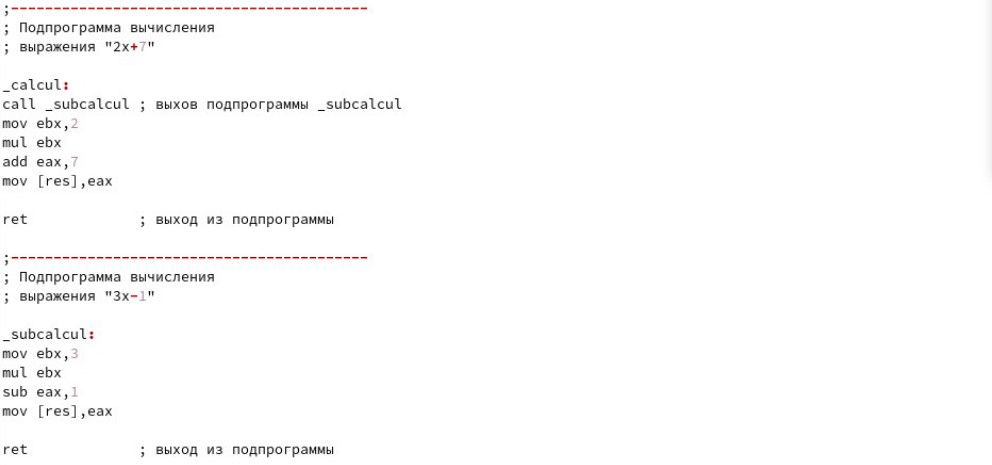 ;------------------------------------------
; Подпрограмма вычисления
; выражения "2x+7"
_calcul:
call _subcalcul ; выхов подпрограммы _subcalcul
mov ebx,2
mul ebx
add eax,7
mov [res],eax
ret             ; выход из подпрограммы
;------------------------------------------
; Подпрограмма вычисления
; выражения "3x-1"
_subcalcul:
mov ebx,3
mul ebx
sub eax,1
mov [res],eax
ret             ; выход из подпрограммы